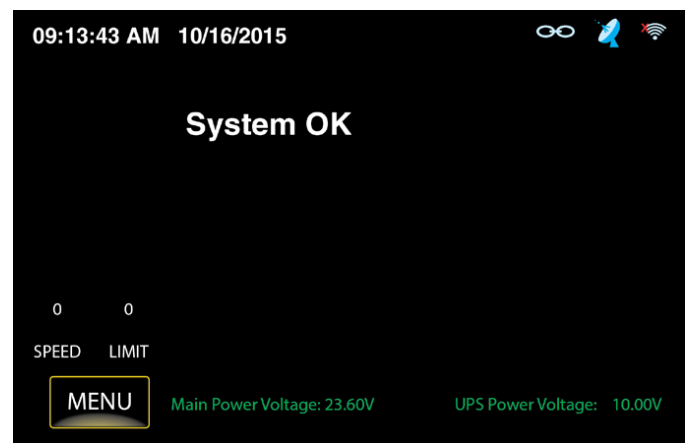 09:13:43 AM 10/16/2015
System OK
0 0
SPEED LIMIT
MENU Main Power Voltage: 23.60V UPS Power Voltage: 10.00V